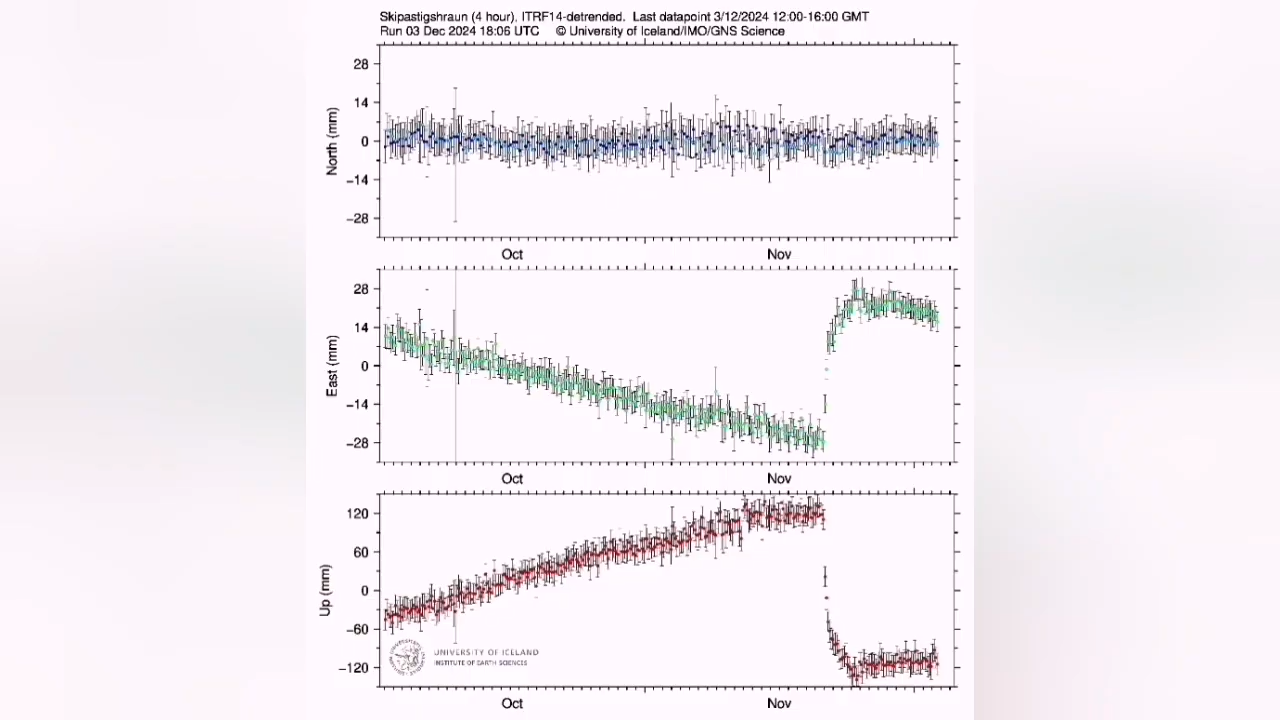 Skipastigshraun (4 hour), ITRF14-detrended. Last datapoint 3/12/2024 12:00-16:00 GMT
Run 03 Dec 2024 18:06 UTC © University of Iceland/IMO/GNS Science
28
14
0
−14
−28
North (mm)
Oct Nov
28
14
0
−14
−28
East (mm)
Oct Nov
120
60
0
−60
−120
Up (mm)
UNIVERSITY OF ICELAND
INSTITUTE OF EARTH SCIENCES
Oct Nov